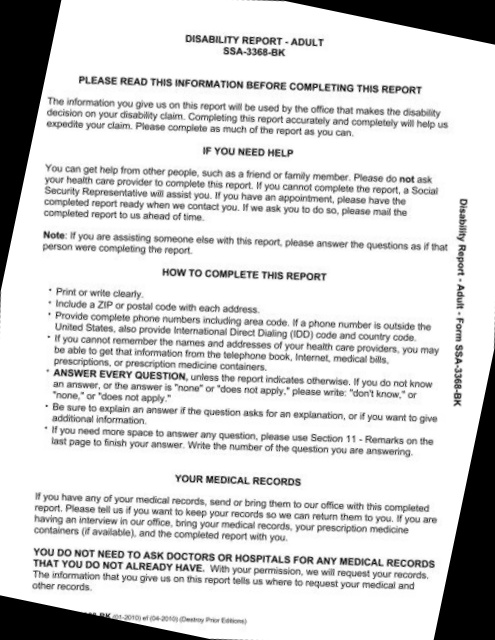 DISABILITY REPORT - ADULT
SSA-3368-BK
PLEASE READ THIS INFORMATION BEFORE COMPLETING THIS REPORT
The information you give us on this report will be used by the office that makes the disability
decision on your disability claim. Completing this report accurately and completely will help us
expedite your claim. Please complete as much of the report as you can.
IF YOU NEED HELP
You can get help from other people, such as a friend or family member. Please do not ask
your health care provider to complete this report. If you cannot complete the report, a Social
Security Representative will assist you. If you have an appointment, please have the
completed report ready when we contact you. If we ask you to do so, please mail the
completed report to us ahead of time.
Note: If you are assisting someone else with this report, please answer the questions as if that
person were completing the report.
HOW TO COMPLETE THIS REPORT
* Print or write clearly.
* Include a ZIP or postal code with each address.
* Provide complete phone numbers including area code. If a phone number is outside the
United States, also provide International Direct Dialing (IDD) code and country code.
* If you cannot remember the names and addresses of your health care providers, you may
be able to get that information from the telephone book, Internet, medical bills,
prescriptions, or prescription medicine containers.
* ANSWER EVERY QUESTION, unless the report indicates otherwise. If you do not know
an answer, or the answer is "none" or "does not apply," please write: "don't know," or
"none," or "does not apply."
* Be sure to explain an answer if the question asks for an explanation, or if you want to give
additional information.
* If you need more space to answer any question, please use Section 11 - Remarks on the
last page to finish your answer. Write the number of the question you are answering.
YOUR MEDICAL RECORDS
If you have any of your medical records, send or bring them to our office with this completed
report. Please tell us if you want to keep your records so we can return them to you. If you are
having an interview in our office, bring your medical records, your prescription medicine
containers (if available), and the completed report with you.
YOU DO NOT NEED TO ASK DOCTORS OR HOSPITALS FOR ANY MEDICAL RECORDS
THAT YOU DO NOT ALREADY HAVE. With your permission, we will request your records.
The information that you give us on this report tells us where to request your medical and
other records.
BK (01-2010) ef (04-2010) (Destroy Prior Editions)
Disability Report - Adult - Form SSA-3368-BK